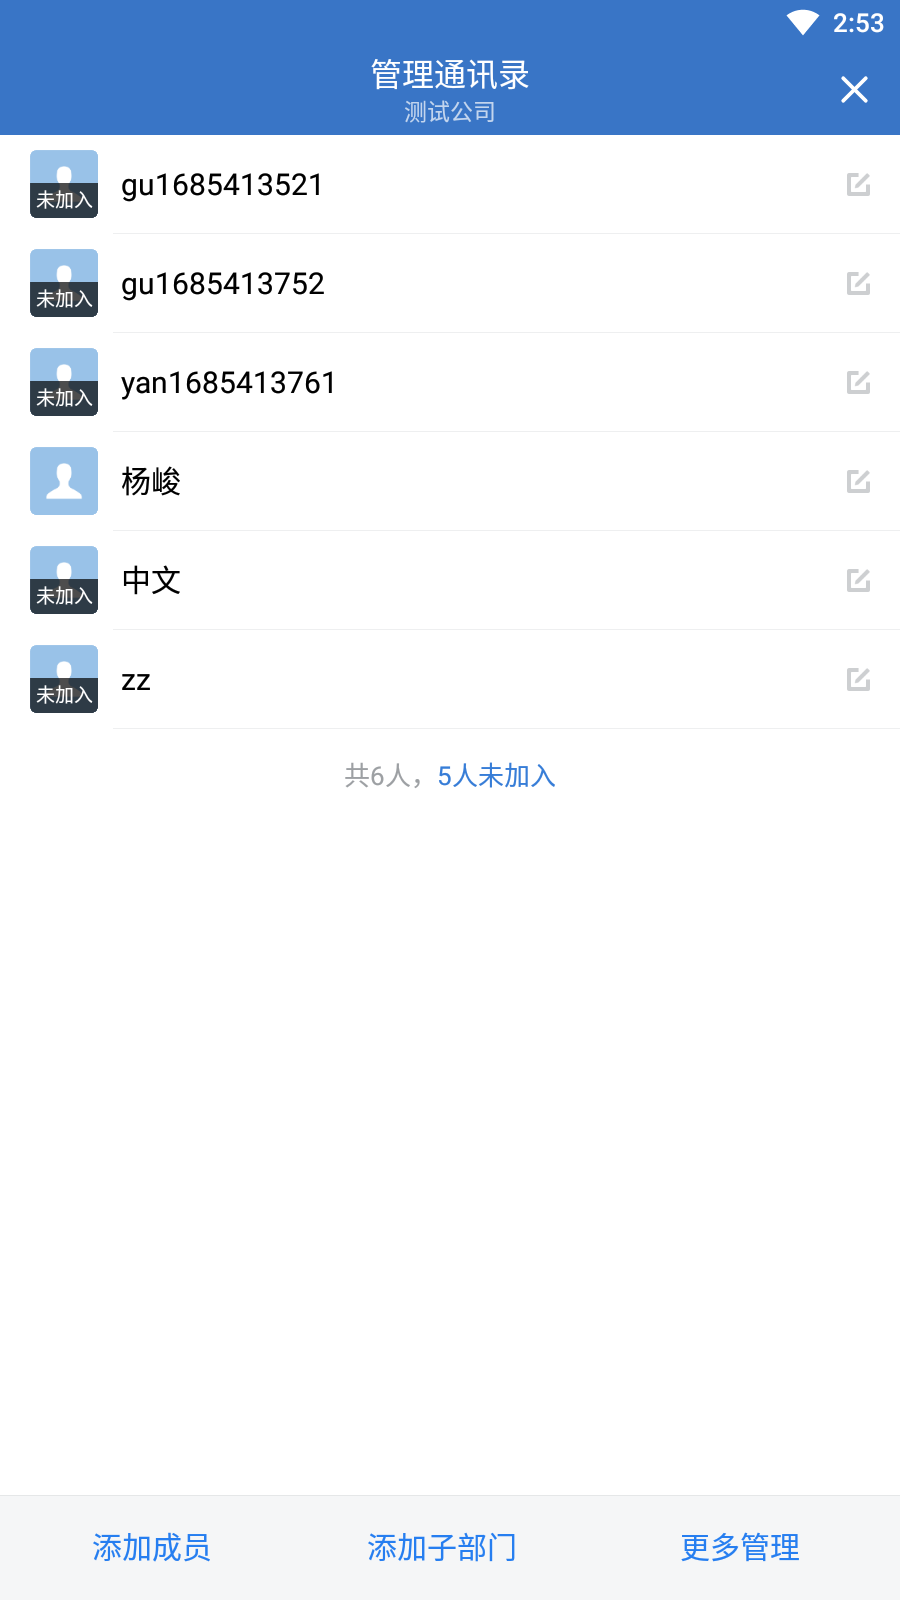 2:53
管理通讯录
测试公司
未加入
gu1685413521
未加入
gu1685413752
未加入
yan1685413761
杨峻
未加入
中文
未加入
zz
共6人，5人未加入
添加成员 添加子部门 更多管理